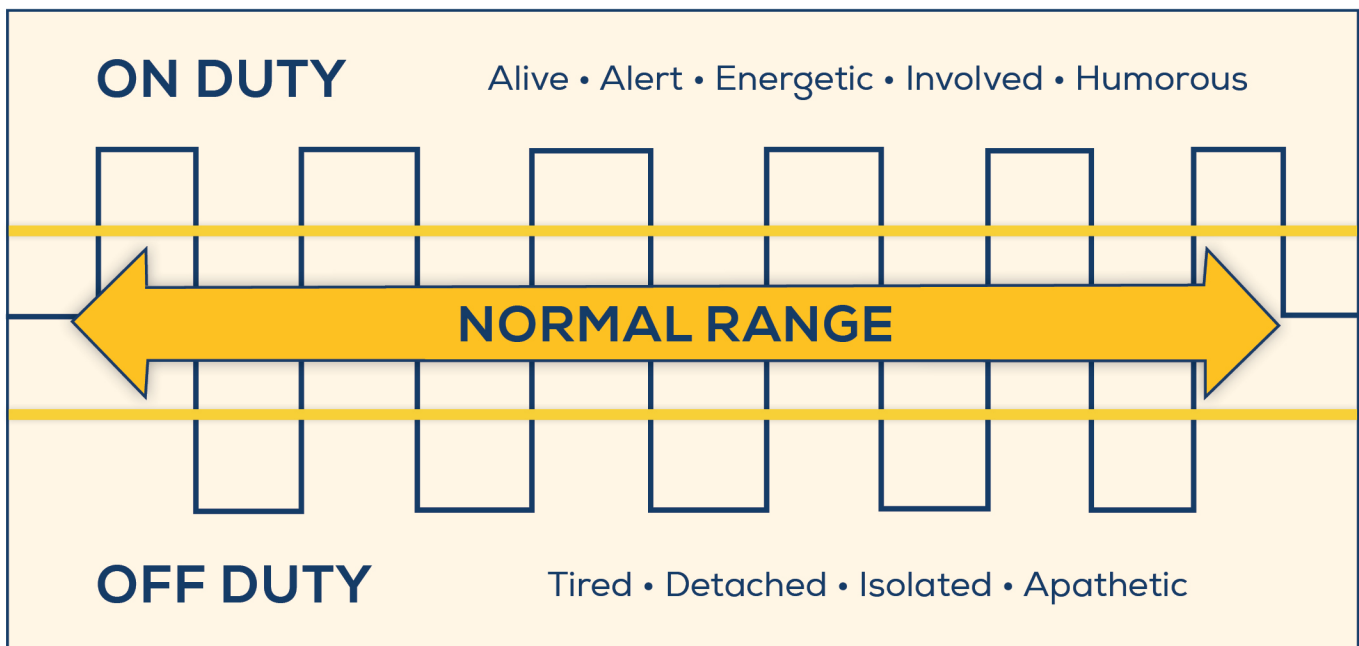 ON DUTY Alive • Alert • Energetic • Involved • Humorous
NORMAL RANGE
OFF DUTY Tired • Detached • Isolated • Apathetic